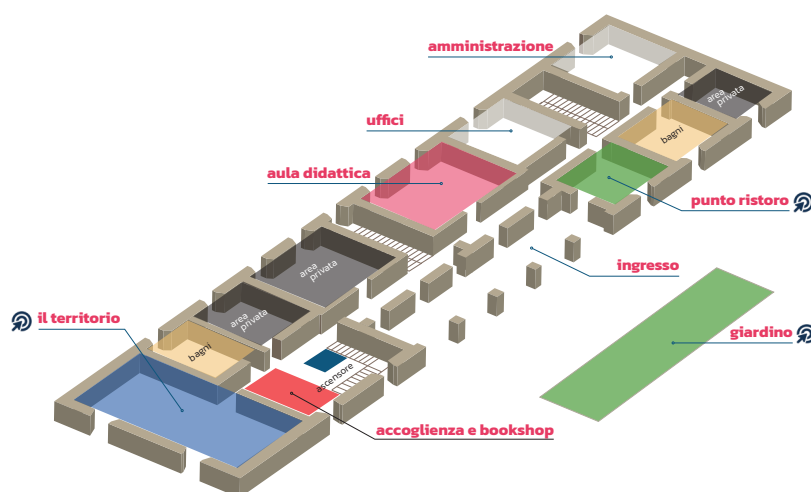 amministrazione
area
privata
uffici
bagni
aula didattica
punto ristoro
ingresso
area
privata
il territorio
area
privata
giardino
bagni
ascensore
accoglienza e bookshop